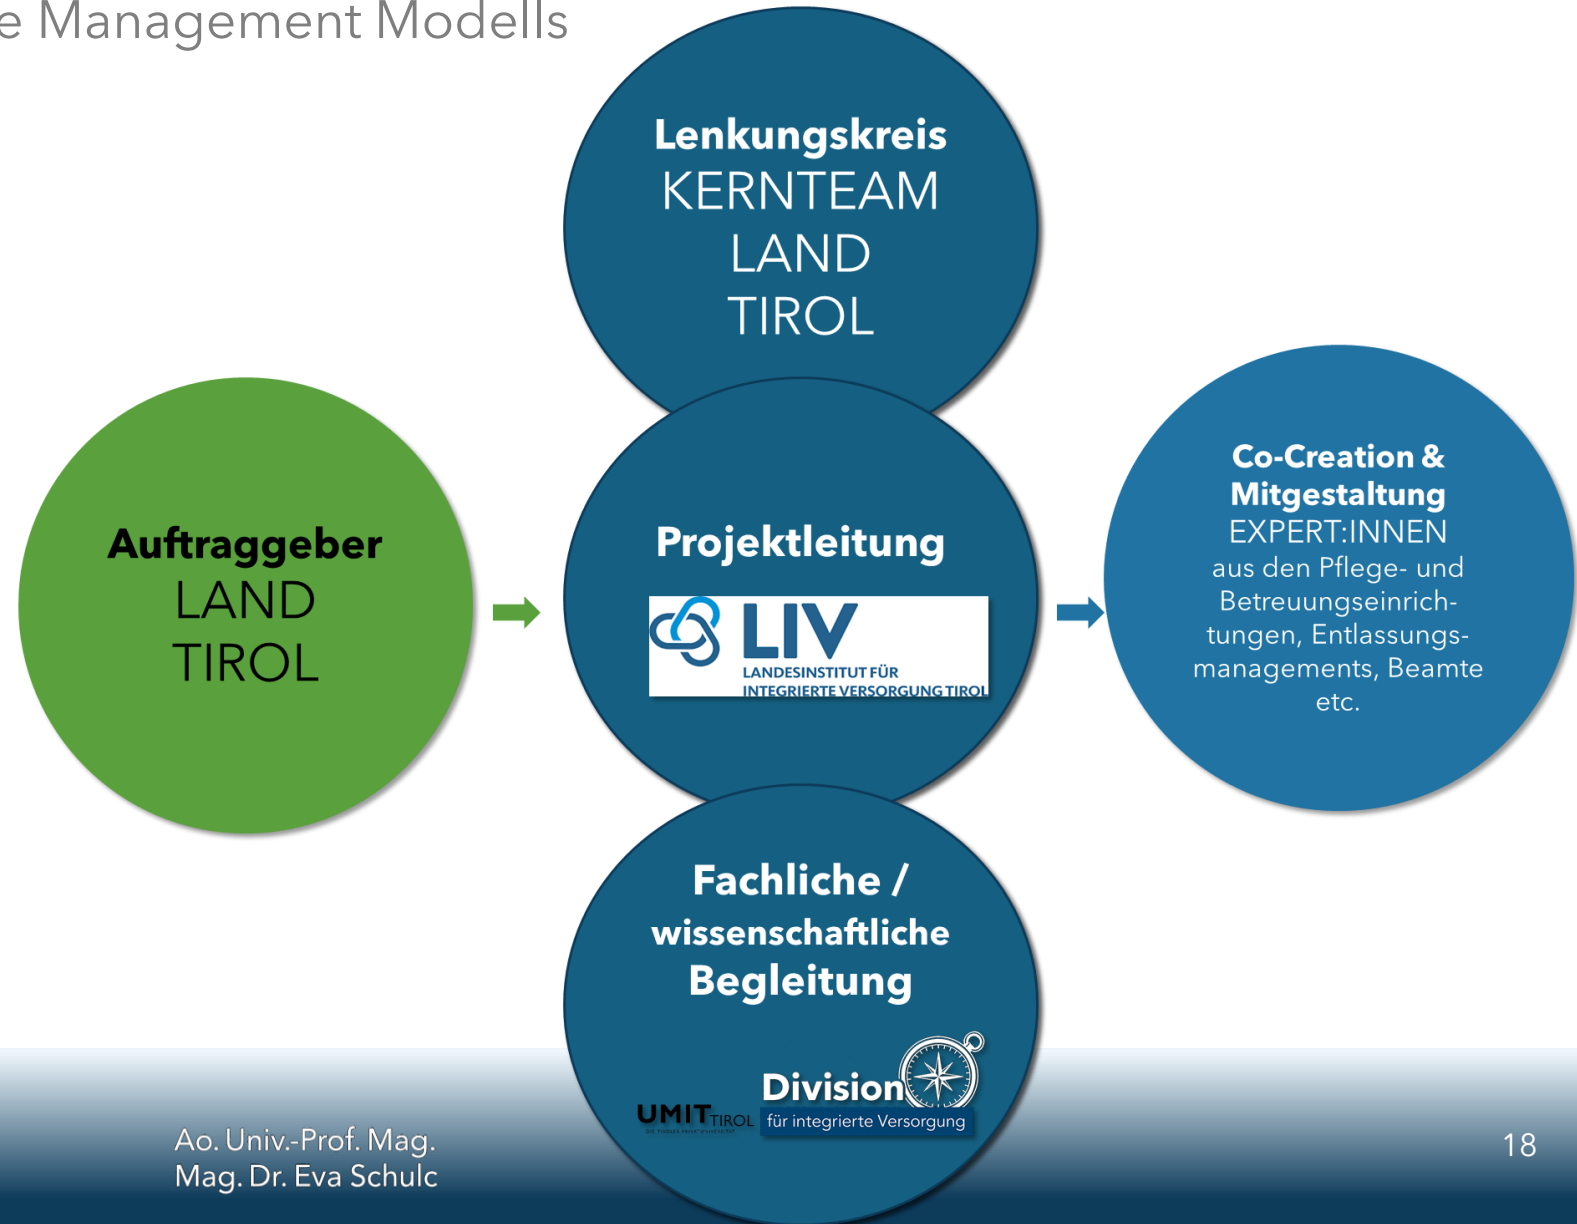 e Management Modells
Lenkungskreis
KERNTEAM
LAND
TIROL
Auftraggeber
LAND
TIROL
Projektleitung
LIV
LANDESINSTITUT FÜR
INTEGRIERTE VERSORGUNG TIROL
Co-Creation &
Mitgestaltung
EXPERT:INNEN
aus den Pflege- und
Betreuungseinrich-
tungen, Entlassungs-
managements, Beamte
etc.
Fachliche /
wissenschaftliche
Begleitung
UMIT TIROL
Division
für integrierte Versorgung
Ao. Univ.-Prof. Mag.
Mag. Dr. Eva Schulc
18